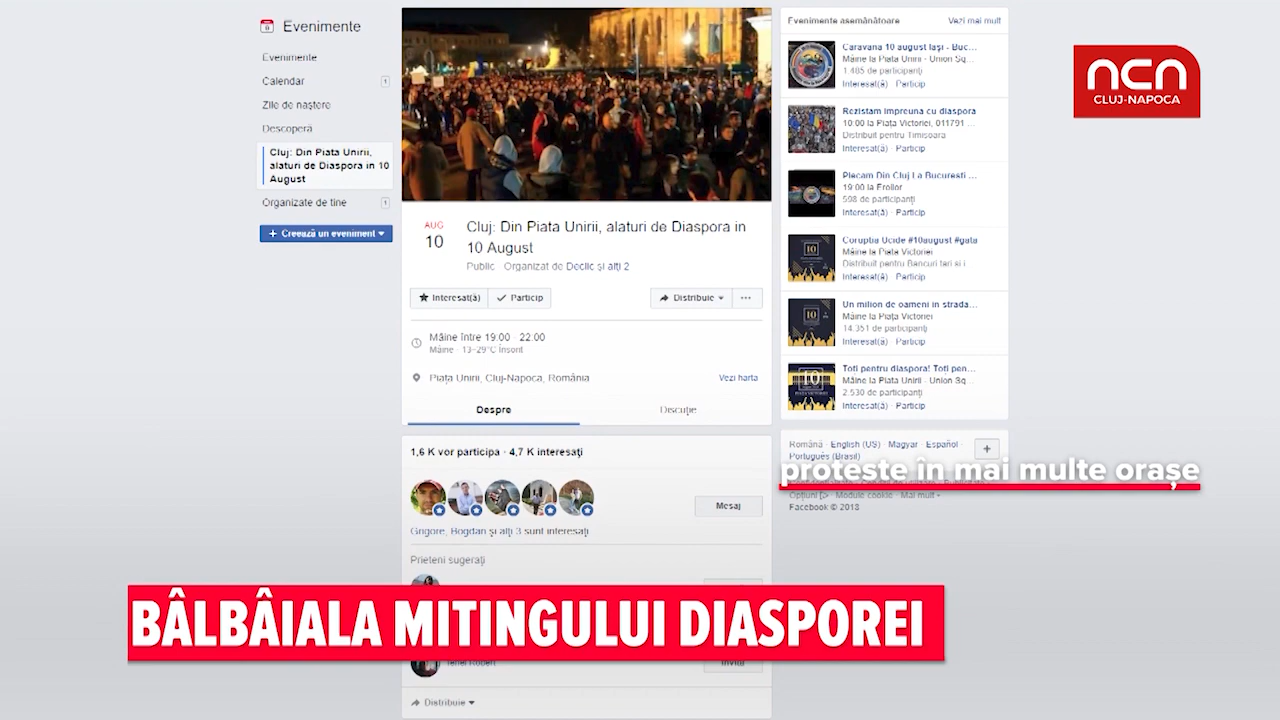 Evenimente
Evenimente
Calendar 1
Zile de naștere
Descoperă
Cluj: Din Piata Unirii,
alaturi de Diaspora in 10
August
Organizate de tine 1
+ Creează un eveniment
AUG
10
Cluj: Din Piata Unirii, alaturi de Diaspora in
10 August
Public · Organizat de Declic și alți 2
Interesat(ă) Particip Distribuie ...
Mâine între 19:00 · 22:00
Mâine · 13–29°C Însorit
Piața Unirii, Cluj-Napoca, România Vezi harta
Despre Discuție
1,6 K vor participa · 4,7 K interesați
Mesaj
Grigore, Bogdan și alți 3 sunt interesați
Prieteni sugerați
Distribuie
Evenimente asemănătoare Vezi mai mult
Caravana 10 august Iași - Buc...
Mâine la Piata Unirii - Union Sq...
1.485 de participanți
Interesat(ă) · Particip
Rezistam impreuna cu diaspora
10:00 la Piața Victoriei, 011791 ...
Distribuit pentru Timisoara
Interesat(ă) · Particip
Plecam Din Cluj La Bucuresti ...
19:00 la Eroilor
598 de participanți
Interesat(ă) · Particip
Corupția Ucide #10august #gata
Mâine la Piata Victoriei
Distribuit pentru Bancuri tari si i
Interesat(ă) · Particip
Un milion de oameni in strada...
Mâine la Piața Victoriei
14.351 de participanți
Interesat(ă) · Particip
Toti pentru diaspora! Toți pen...
Mâine la Piata Unirii - Union Sq...
2.530 de participanți
Interesat(ă) · Particip
Română · English (US) · Magyar · Español ·
Português (Brasil)
+
proteste în mai multe orașe
Opțiuni · Module cookie · Mai mult
Facebook © 2018
ncn
CLUJ-NAPOCA
BÂLBÂIALA MITINGULUI DIASPOREI